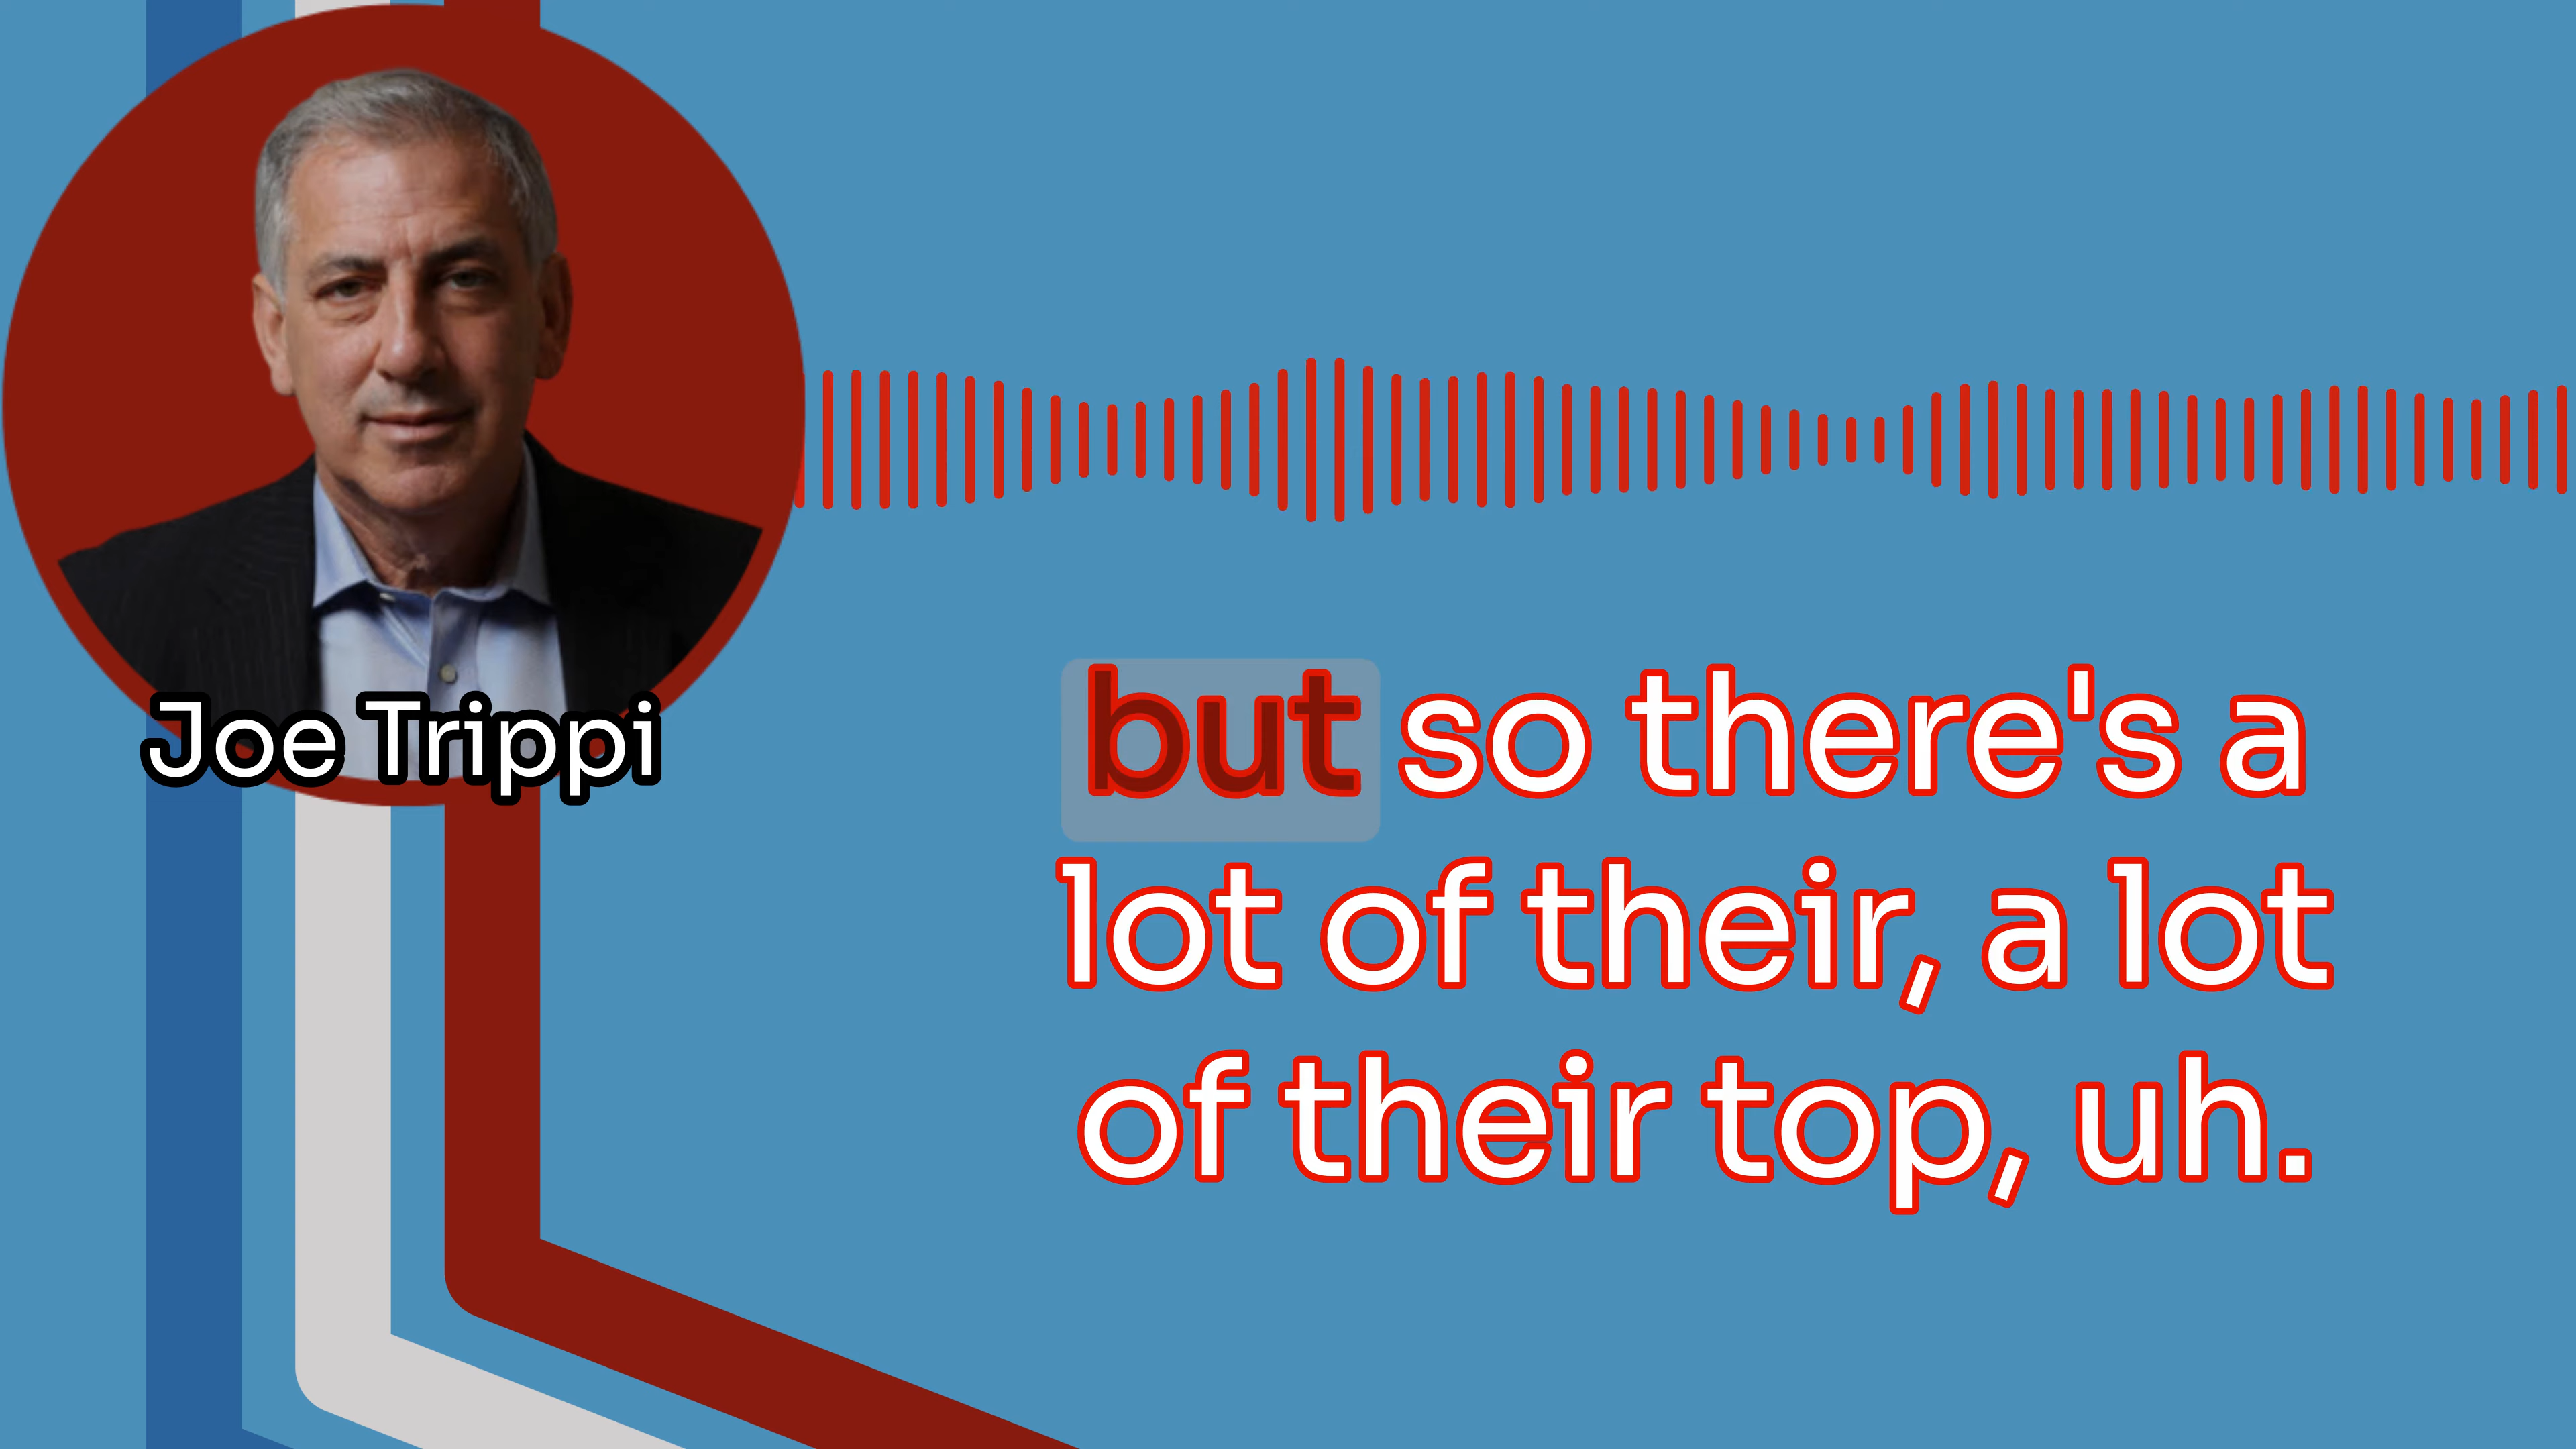 Joe Trippi
but so there's a
lot of their, a lot
of their top, uh.